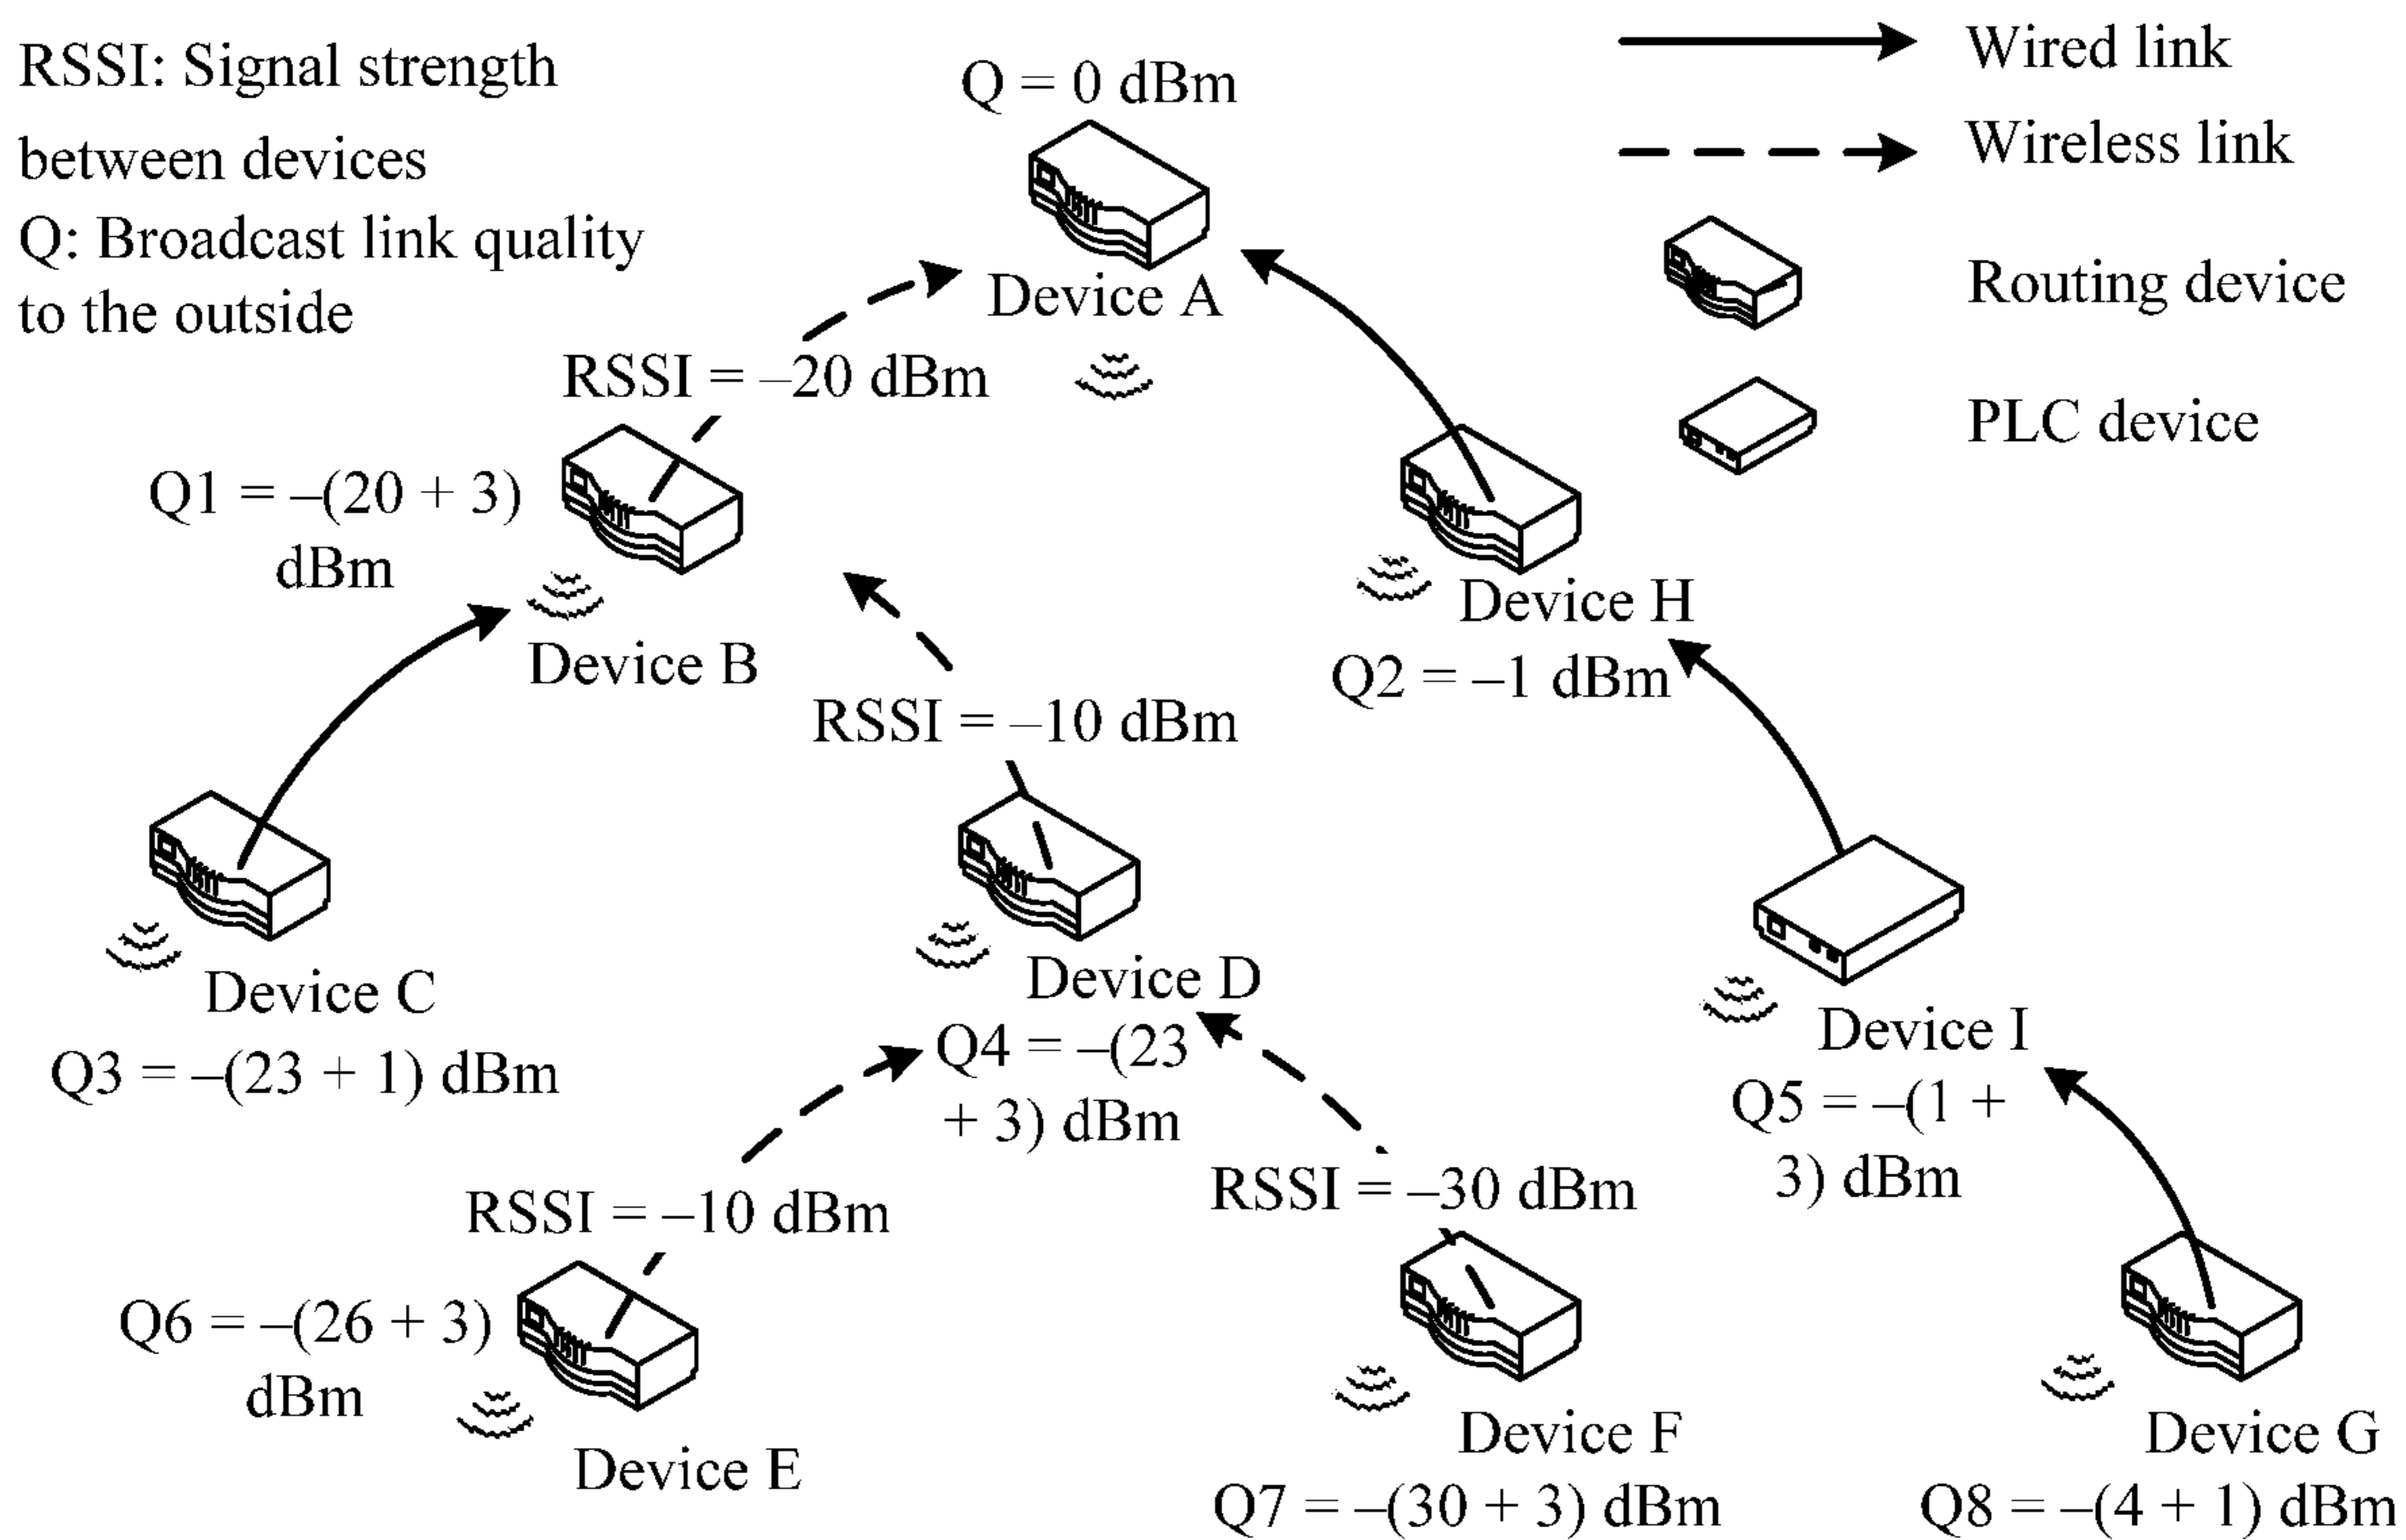 RSSI: Signal strength
between devices
Q: Broadcast link quality
to the outside
Q = 0 dBm
Device A
Wired link
Wireless link
Routing device
PLC device
RSSI = –20 dBm
Q1 = –(20 + 3)
dBm
Device B
Device H
Q2 = –1 dBm
RSSI = –10 dBm
Device C
Q3 = –(23 + 1) dBm
Device D
Q4 = –(23
+ 3) dBm
Device I
Q5 = –(1 +
3) dBm
RSSI = –10 dBm
RSSI = –30 dBm
Q6 = –(26 + 3)
dBm
Device E
Device F
Q7 = –(30 + 3) dBm
Device G
Q8 = –(4 + 1) dBm